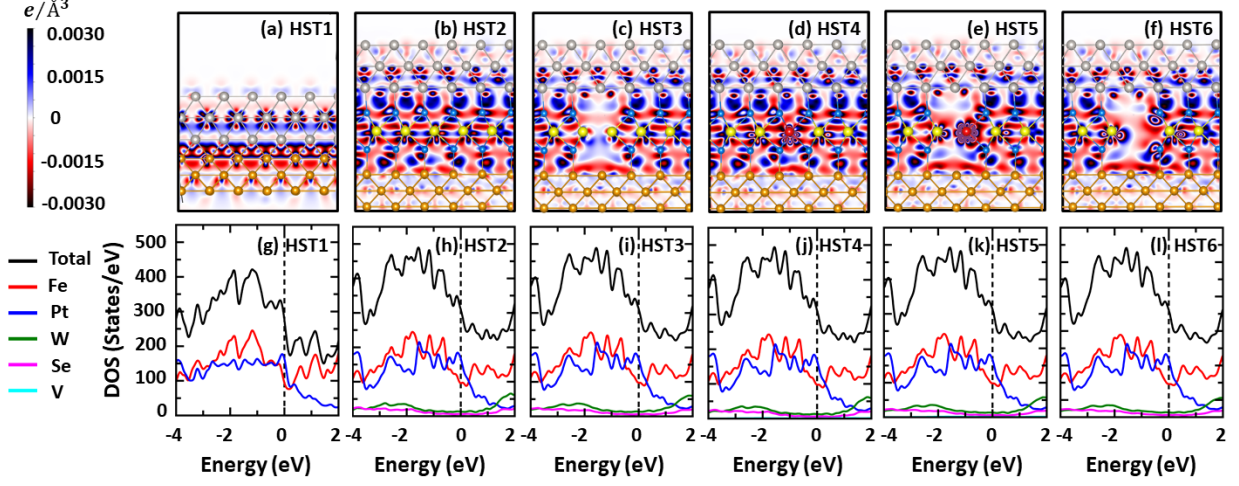 e/Å³
0.0030
0.0015
0
-0.0015
-0.0030
(a) HST1
(b) HST2
(c) HST3
(d) HST4
(e) HST5
(f) HST6
Total
Fe
Pt
W
Se
V
DOS (States/eV)
500
400
300
200
100
0
(g) HST1
(h) HST2
(i) HST3
(j) HST4
(k) HST5
(l) HST6
-4 -2 0 2
-4 -2 0 2
-4 -2 0 2
-4 -2 0 2
-4 -2 0 2
-4 -2 0 2
Energy (eV)
Energy (eV)
Energy (eV)
Energy (eV)
Energy (eV)
Energy (eV)